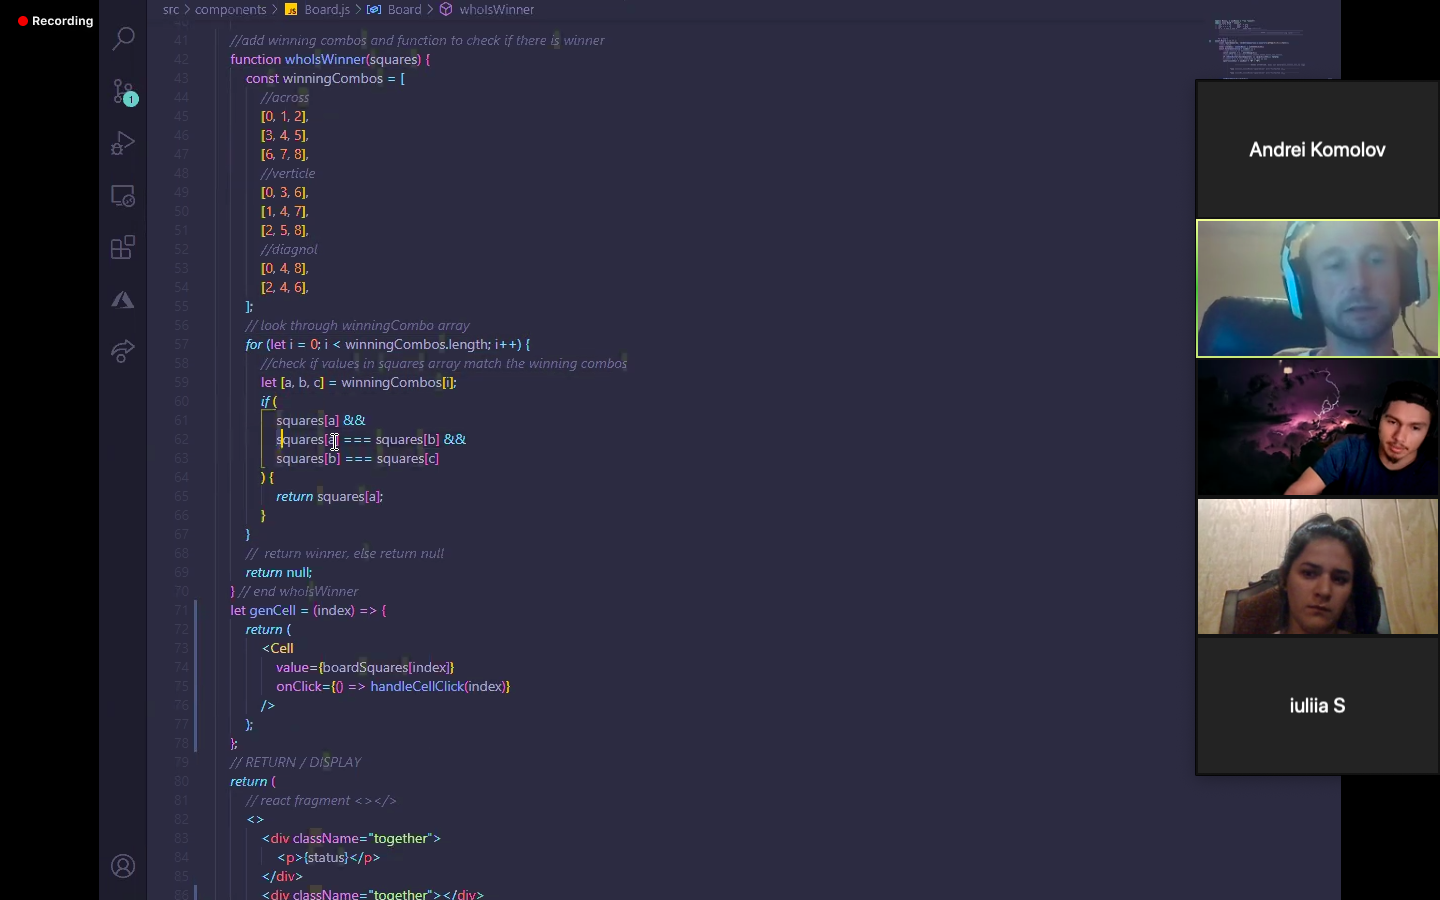 Recording
src > components > JS Board.js > Board > whoIsWinner
41 //add winning combos and function to check if there is winner
42 function whoIsWinner(squares) {
43 const winningCombos = [
44 //across
45 [0, 1, 2],
46 [3, 4, 5],
47 [6, 7, 8],
48 //verticle
49 [0, 3, 6],
50 [1, 4, 7],
51 [2, 5, 8],
52 //diagnol
53 [0, 4, 8],
54 [2, 4, 6],
55 ];
56 // look through winningCombo array
57 for (let i = 0; i < winningCombos.length; i++) {
58 //check if values in squares array match the winning combos
59 let [a, b, c] = winningCombos[i];
60 if (
61 squares[a] &&
62 squares[a] === squares[b] &&
63 squares[b] === squares[c]
64 ) {
65 return squares[a];
66 }
67 }
68 // return winner, else return null
69 return null;
70 } // end whoIsWinner
71 let genCell = (index) => {
72 return (
73 <Cell
74 value={boardSquares[index]}
75 onClick={() => handleCellClick(index)}
76 />
77 );
78 };
79 // RETURN / DISPLAY
80 return (
81 // react fragment <></>
82 <>
83 <div className="together">
84 <p>{status}</p>
85 </div>
86 <div className="together"></div>
1
Andrei Komolov
iuliia S